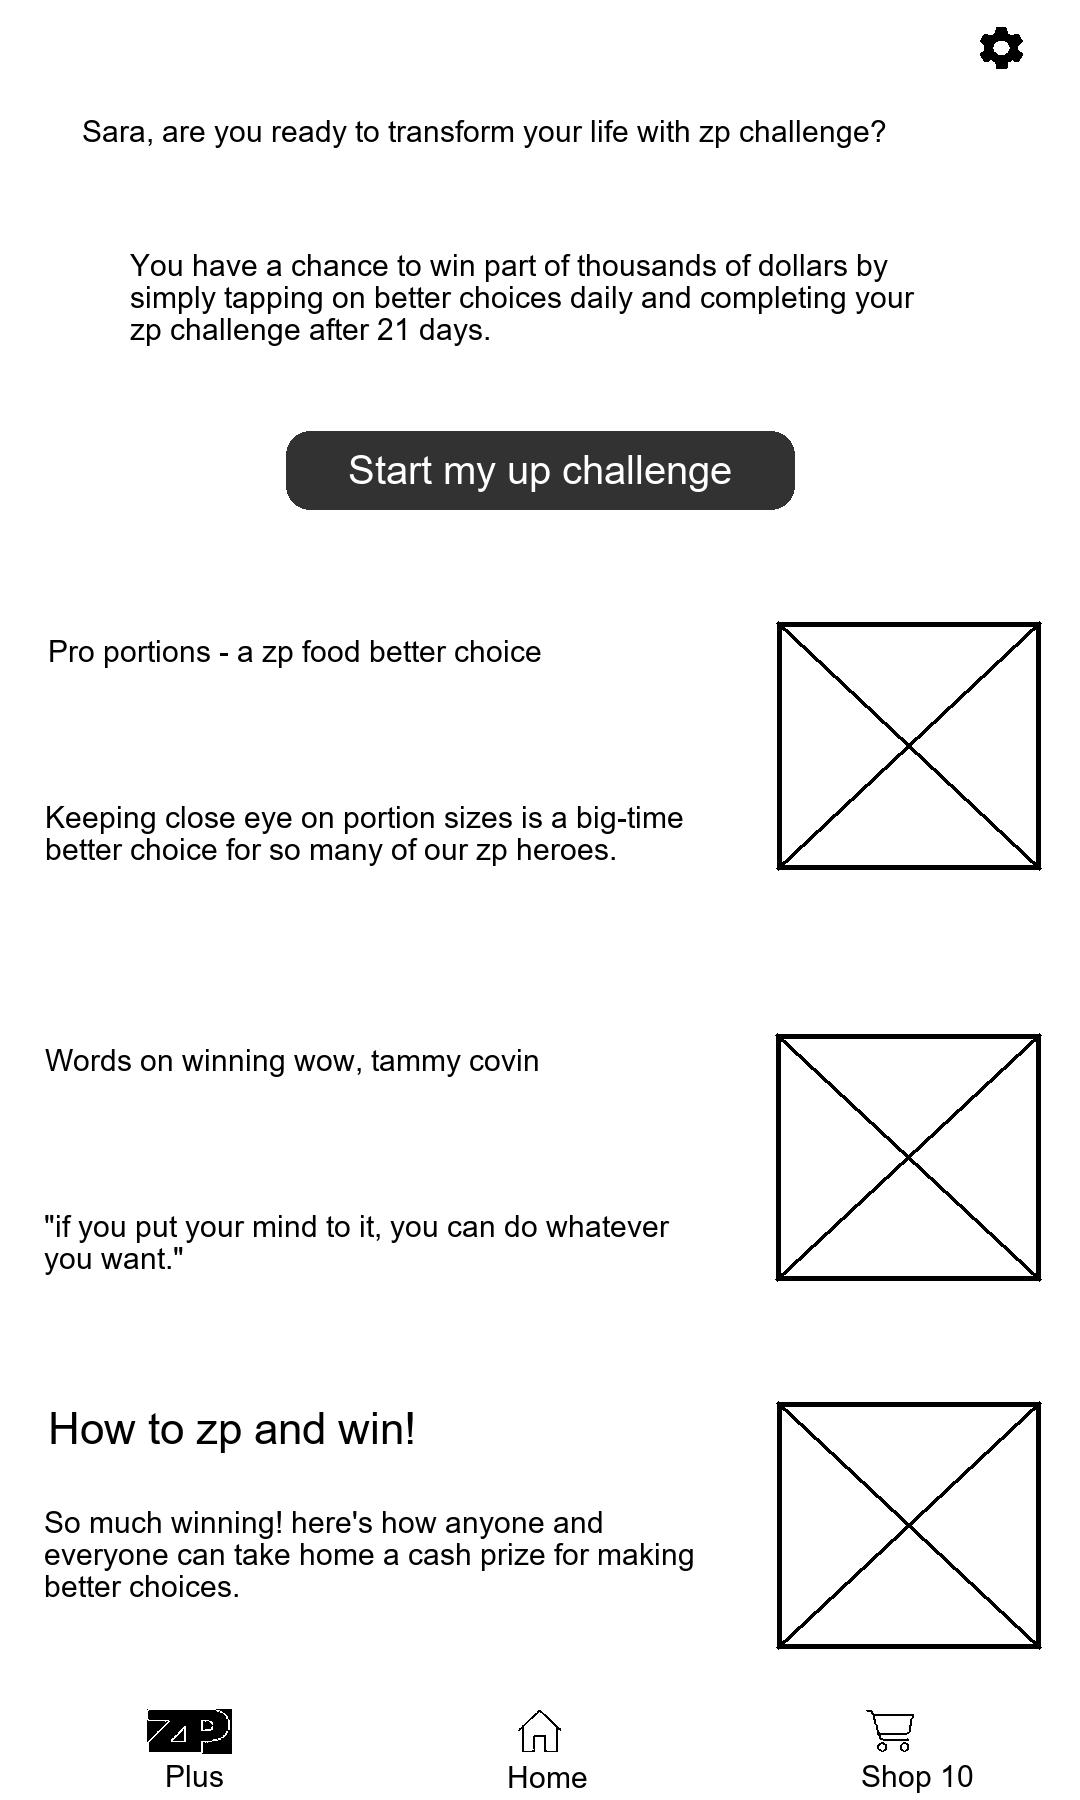 Sara, are you ready to transform your life with zp challenge?
You have a chance to win part of thousands of dollars by
simply tapping on better choices daily and completing your
zp challenge after 21 days.
Start my up challenge
Pro portions - a zp food better choice
Keeping close eye on portion sizes is a big-time
better choice for so many of our zp heroes.
Words on winning wow, tammy covin
"if you put your mind to it, you can do whatever
you want."
How to zp and win!
So much winning! here's how anyone and
everyone can take home a cash prize for making
better choices.
ZP
Plus
Home
Shop 10